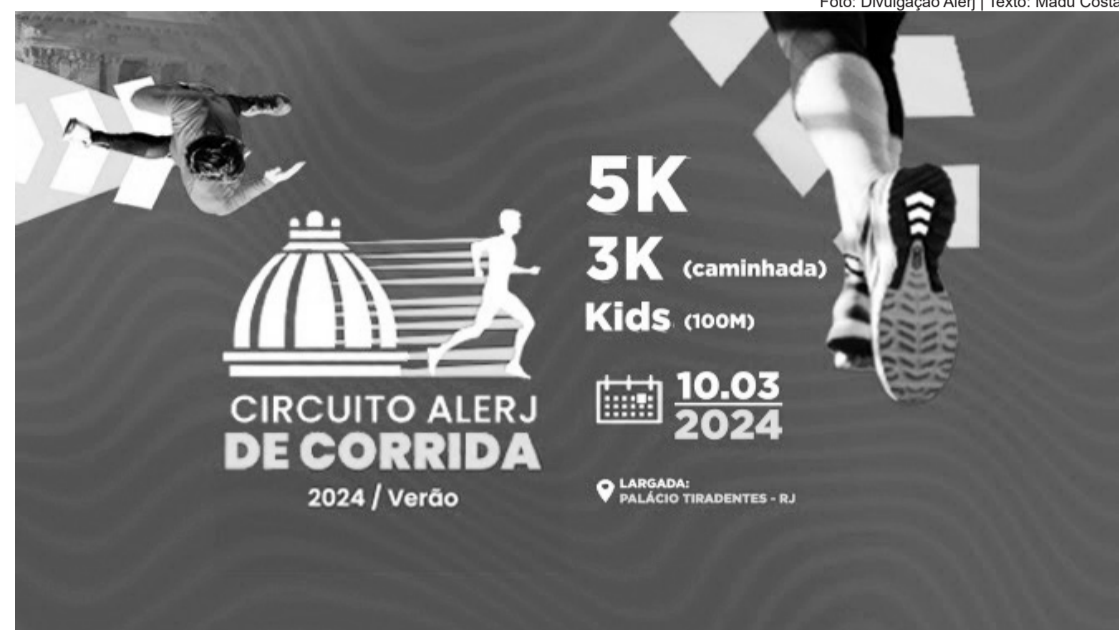 Foto: Divulgação Alerj | Texto: Madu Costa
5K
3K (caminhada)
Kids (100M)
10.03
2024
LARGADA:
PALÁCIO TIRADENTES - RJ
CIRCUITO ALERJ
DE CORRIDA
2024 / Verão